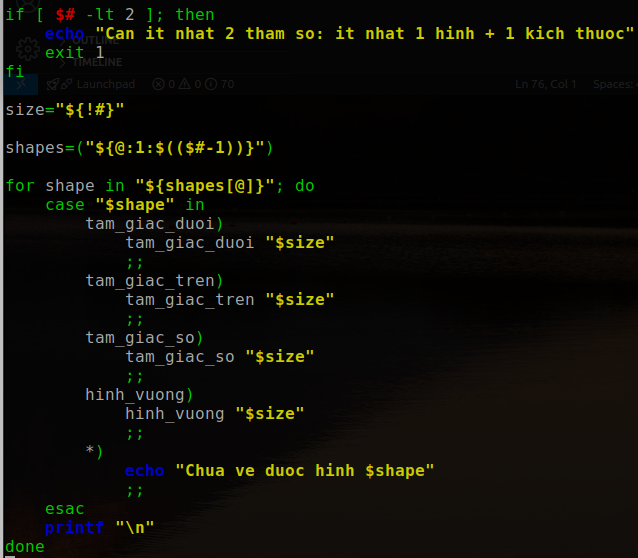 if [ $# -lt 2 ]; then
    echo "Can it nhat 2 tham so: it nhat 1 hinh + 1 kich thuoc"
OUTLINE
    exit 1
TIMELINE
fi
Launchpad 0 0 70 Ln 76, Col 1 Spaces:
size="${!#}"

shapes=("${@:1:$(($#-1))}")

for shape in "${shapes[@]}"; do
    case "$shape" in
        tam_giac_duoi)
            tam_giac_duoi "$size"
            ;;
        tam_giac_tren)
            tam_giac_tren "$size"
            ;;
        tam_giac_so)
            tam_giac_so "$size"
            ;;
        hinh_vuong)
            hinh_vuong "$size"
            ;;
        *)
            echo "Chua ve duoc hinh $shape"
            ;;
    esac
    printf "\n"
done